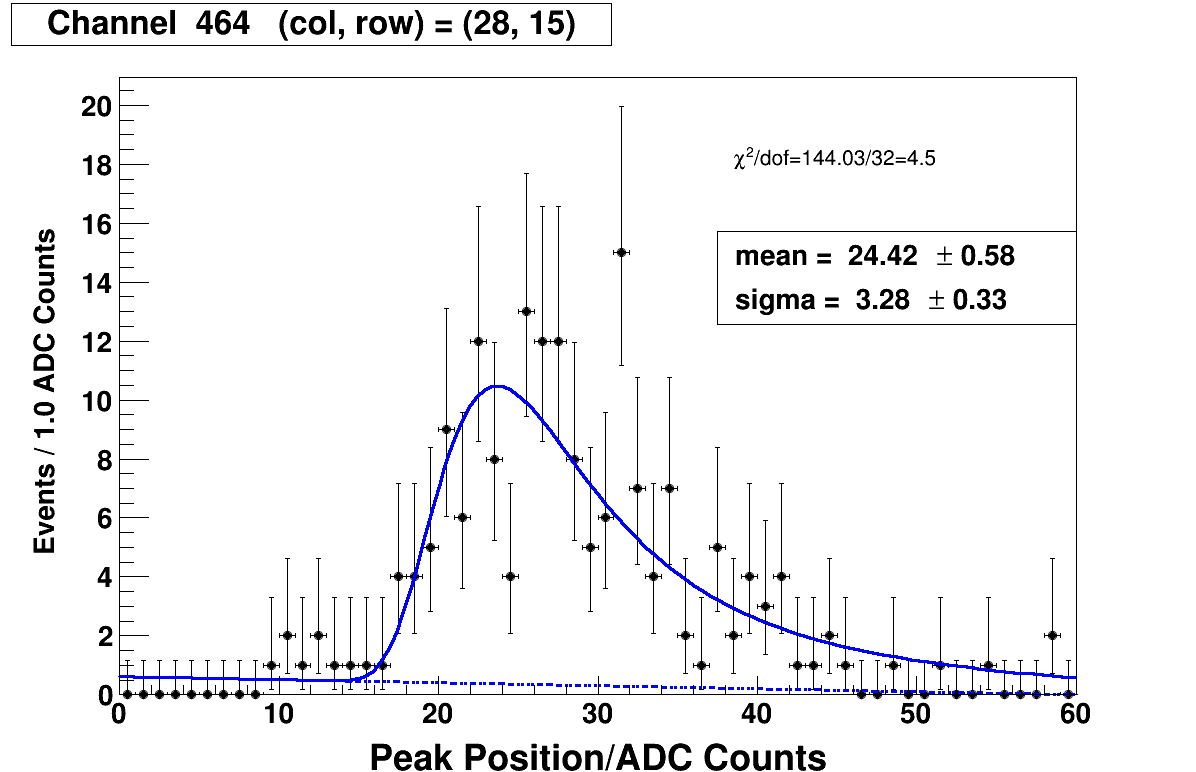 Channel 464 (col, row) = (28, 15)
20
18
16
14
12
10
8
6
4
2
0
Events / 1.0 ADC Counts
χ²/dof=144.03/32=4.5
mean = 24.42 ± 0.58
sigma = 3.28 ± 0.33
0 10 20 30 40 50 60
Peak Position/ADC Counts